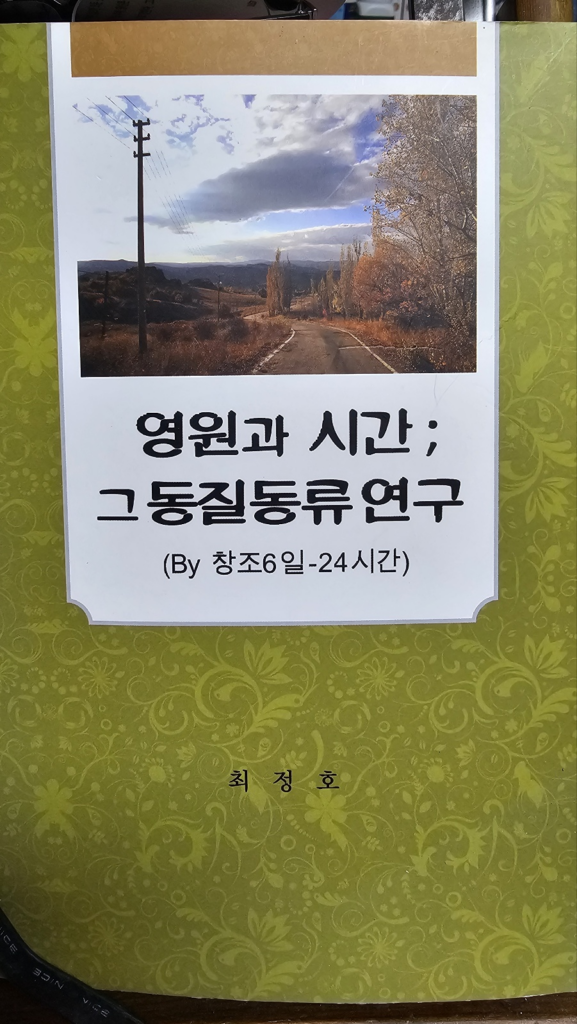 영원과 시간 ;
그 동질동류 연구
(By 창조6일-24시간)
최 정 호